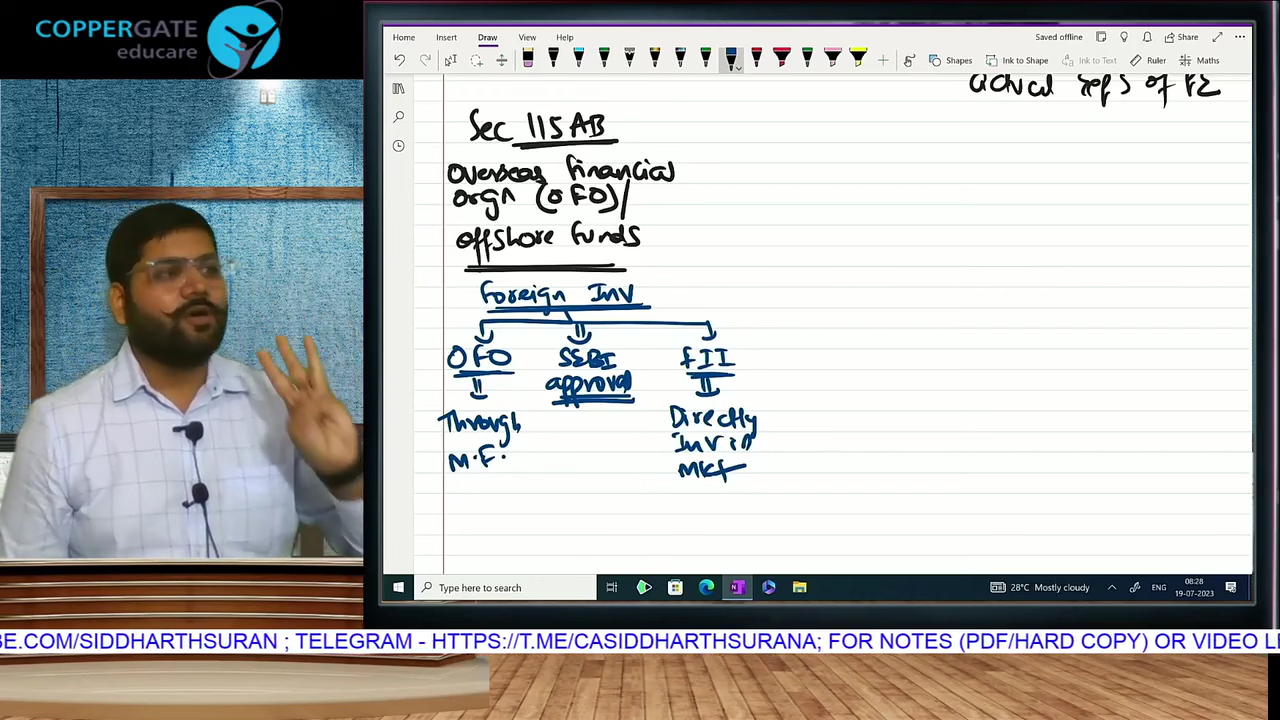 COPPERGATE
educare
Home Insert Draw View Help
Saved offline
Share
Shapes
Ink to Shape
Ink to Text
Ruler
Maths
Sec 115AB
Overseas Financial
Orgn (OFO)/
Offshore Funds
Foreign Inv
OFO
SEBI
approval
FII
Through
M.F.
Directly
Inv in
Mkt
Type here to search
28°C Mostly cloudy
ENG
08:28
19-07-2023
BE.COM/SIDDHARTHSURAN ; TELEGRAM - HTTPS://T.ME/CASIDDHARTHSURANA; FOR NOTES (PDF/HARD COPY) OR VIDEO LE